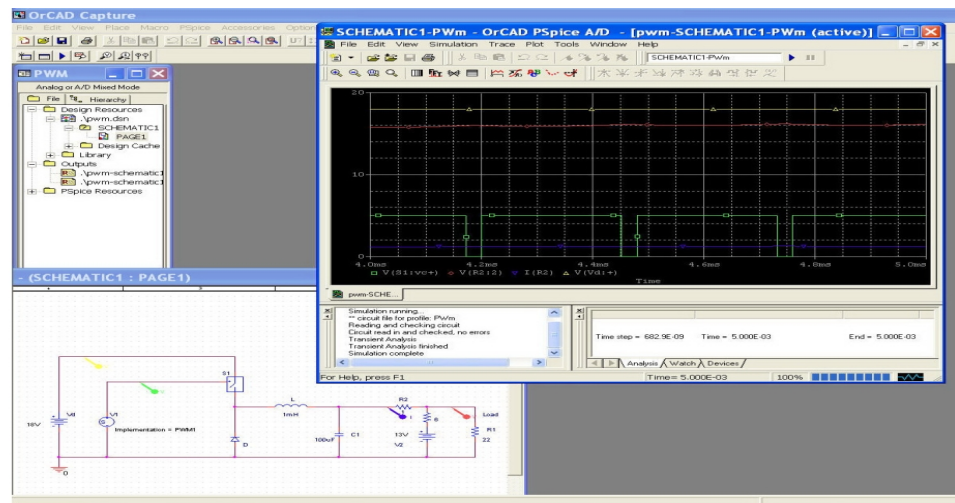 OrCAD Capture
File Edit View Place Macro PSpice Accessories Options
PWM
Analog or A/D Mixed Mode
File Hierarchy
Design Resources
.\pwm.dsn
SCHEMATIC1
PAGE1
Design Cache
Library
Outputs
.\pwm-schematic1
.\pwm-schematic1
PSpice Resources
SCHEMATIC1-PWm - OrCAD PSpice A/D - [pwm-SCHEMATIC1-PWm (active)]
File Edit View Simulation Trace Plot Tools Window Help
SCHEMATIC1-PWm
20
10
0
4.0ms 4.2ms 4.4ms 4.6ms 4.8ms 5.0ms
V(S1:vc+) V(R2:2) I(R2) V(Vd:+)
Time
pwm-SCHE...
Simulation running...
** circuit file for profile: PWm
Reading and checking circuit
Circuit read in and checked, no errors
Transient Analysis
Transient Analysis finished
Simulation complete
Time step = 682.9E-09 Time = 5.000E-03 End = 5.000E-03
Analysis Watch Devices
For Help, press F1
Time= 5.000E-03 100%
- (SCHEMATIC1 : PAGE1)
S1
L
1mH
R2
Load
Vd
18V
V1
Implementation = PWM1
D
100uF
C1
13V
V2
R1
22
0